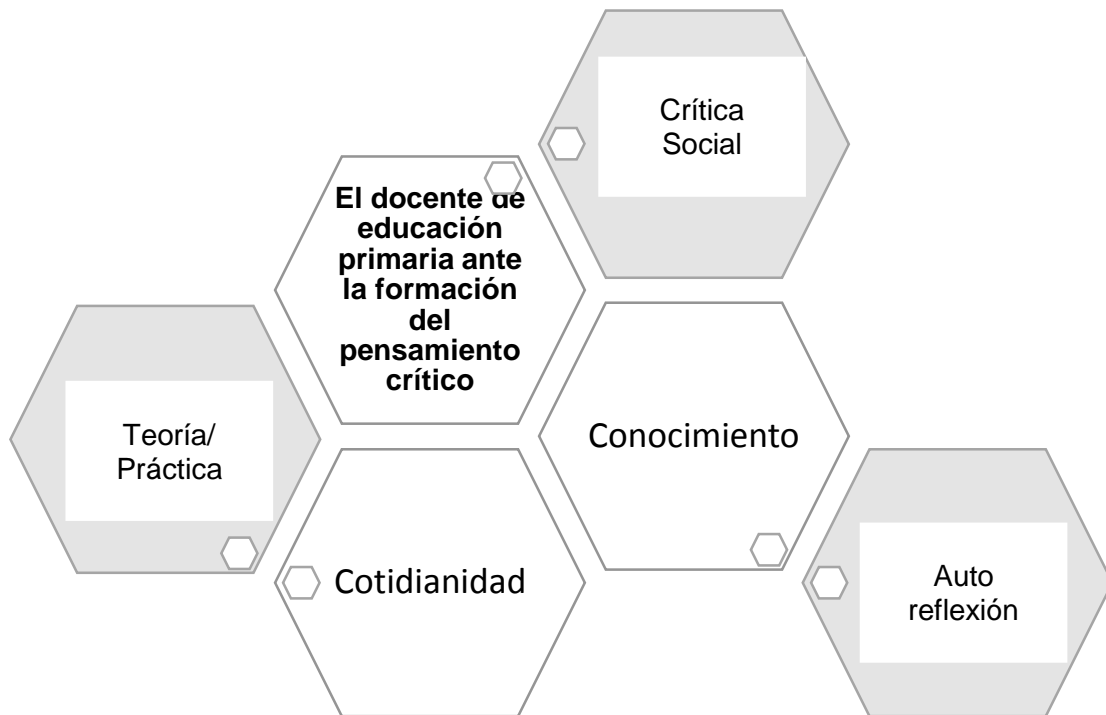 Crítica
Social
El docente de
educación
primaria ante
la formación
del
pensamiento
crítico
Teoría/
Práctica
Conocimiento
Cotidianidad
Auto
reflexión